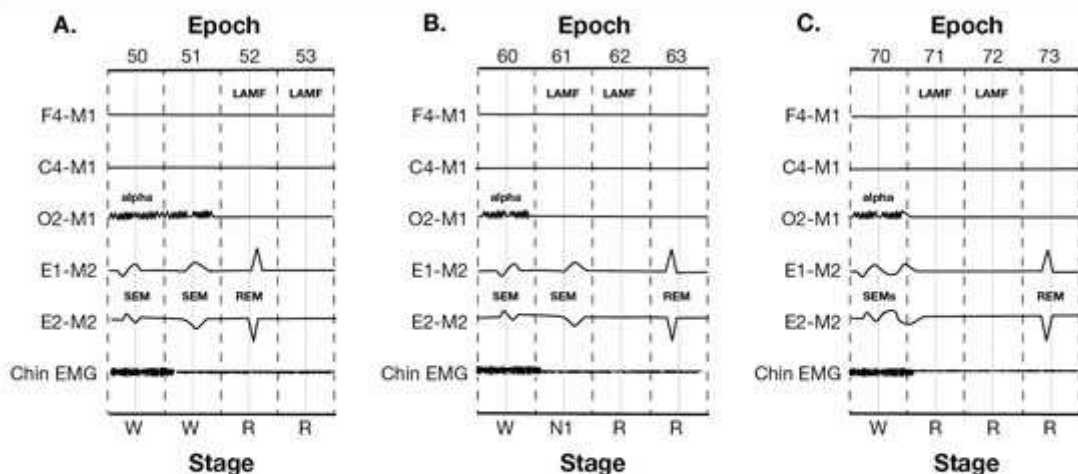 A.
Epoch
50 51 52 53
LAMF LAMF
F4-M1
C4-M1
alpha
O2-M1
E1-M2
SEM SEM REM
E2-M2
Chin EMG
W W R R
Stage
B.
Epoch
60 61 62 63
LAMF LAMF
F4-M1
C4-M1
alpha
O2-M1
E1-M2
SEM SEM REM
E2-M2
Chin EMG
W N1 R R
Stage
C.
Epoch
70 71 72 73
LAMF LAMF
F4-M1
C4-M1
alpha
O2-M1
E1-M2
SEMs REM
E2-M2
Chin EMG
W R R R
Stage